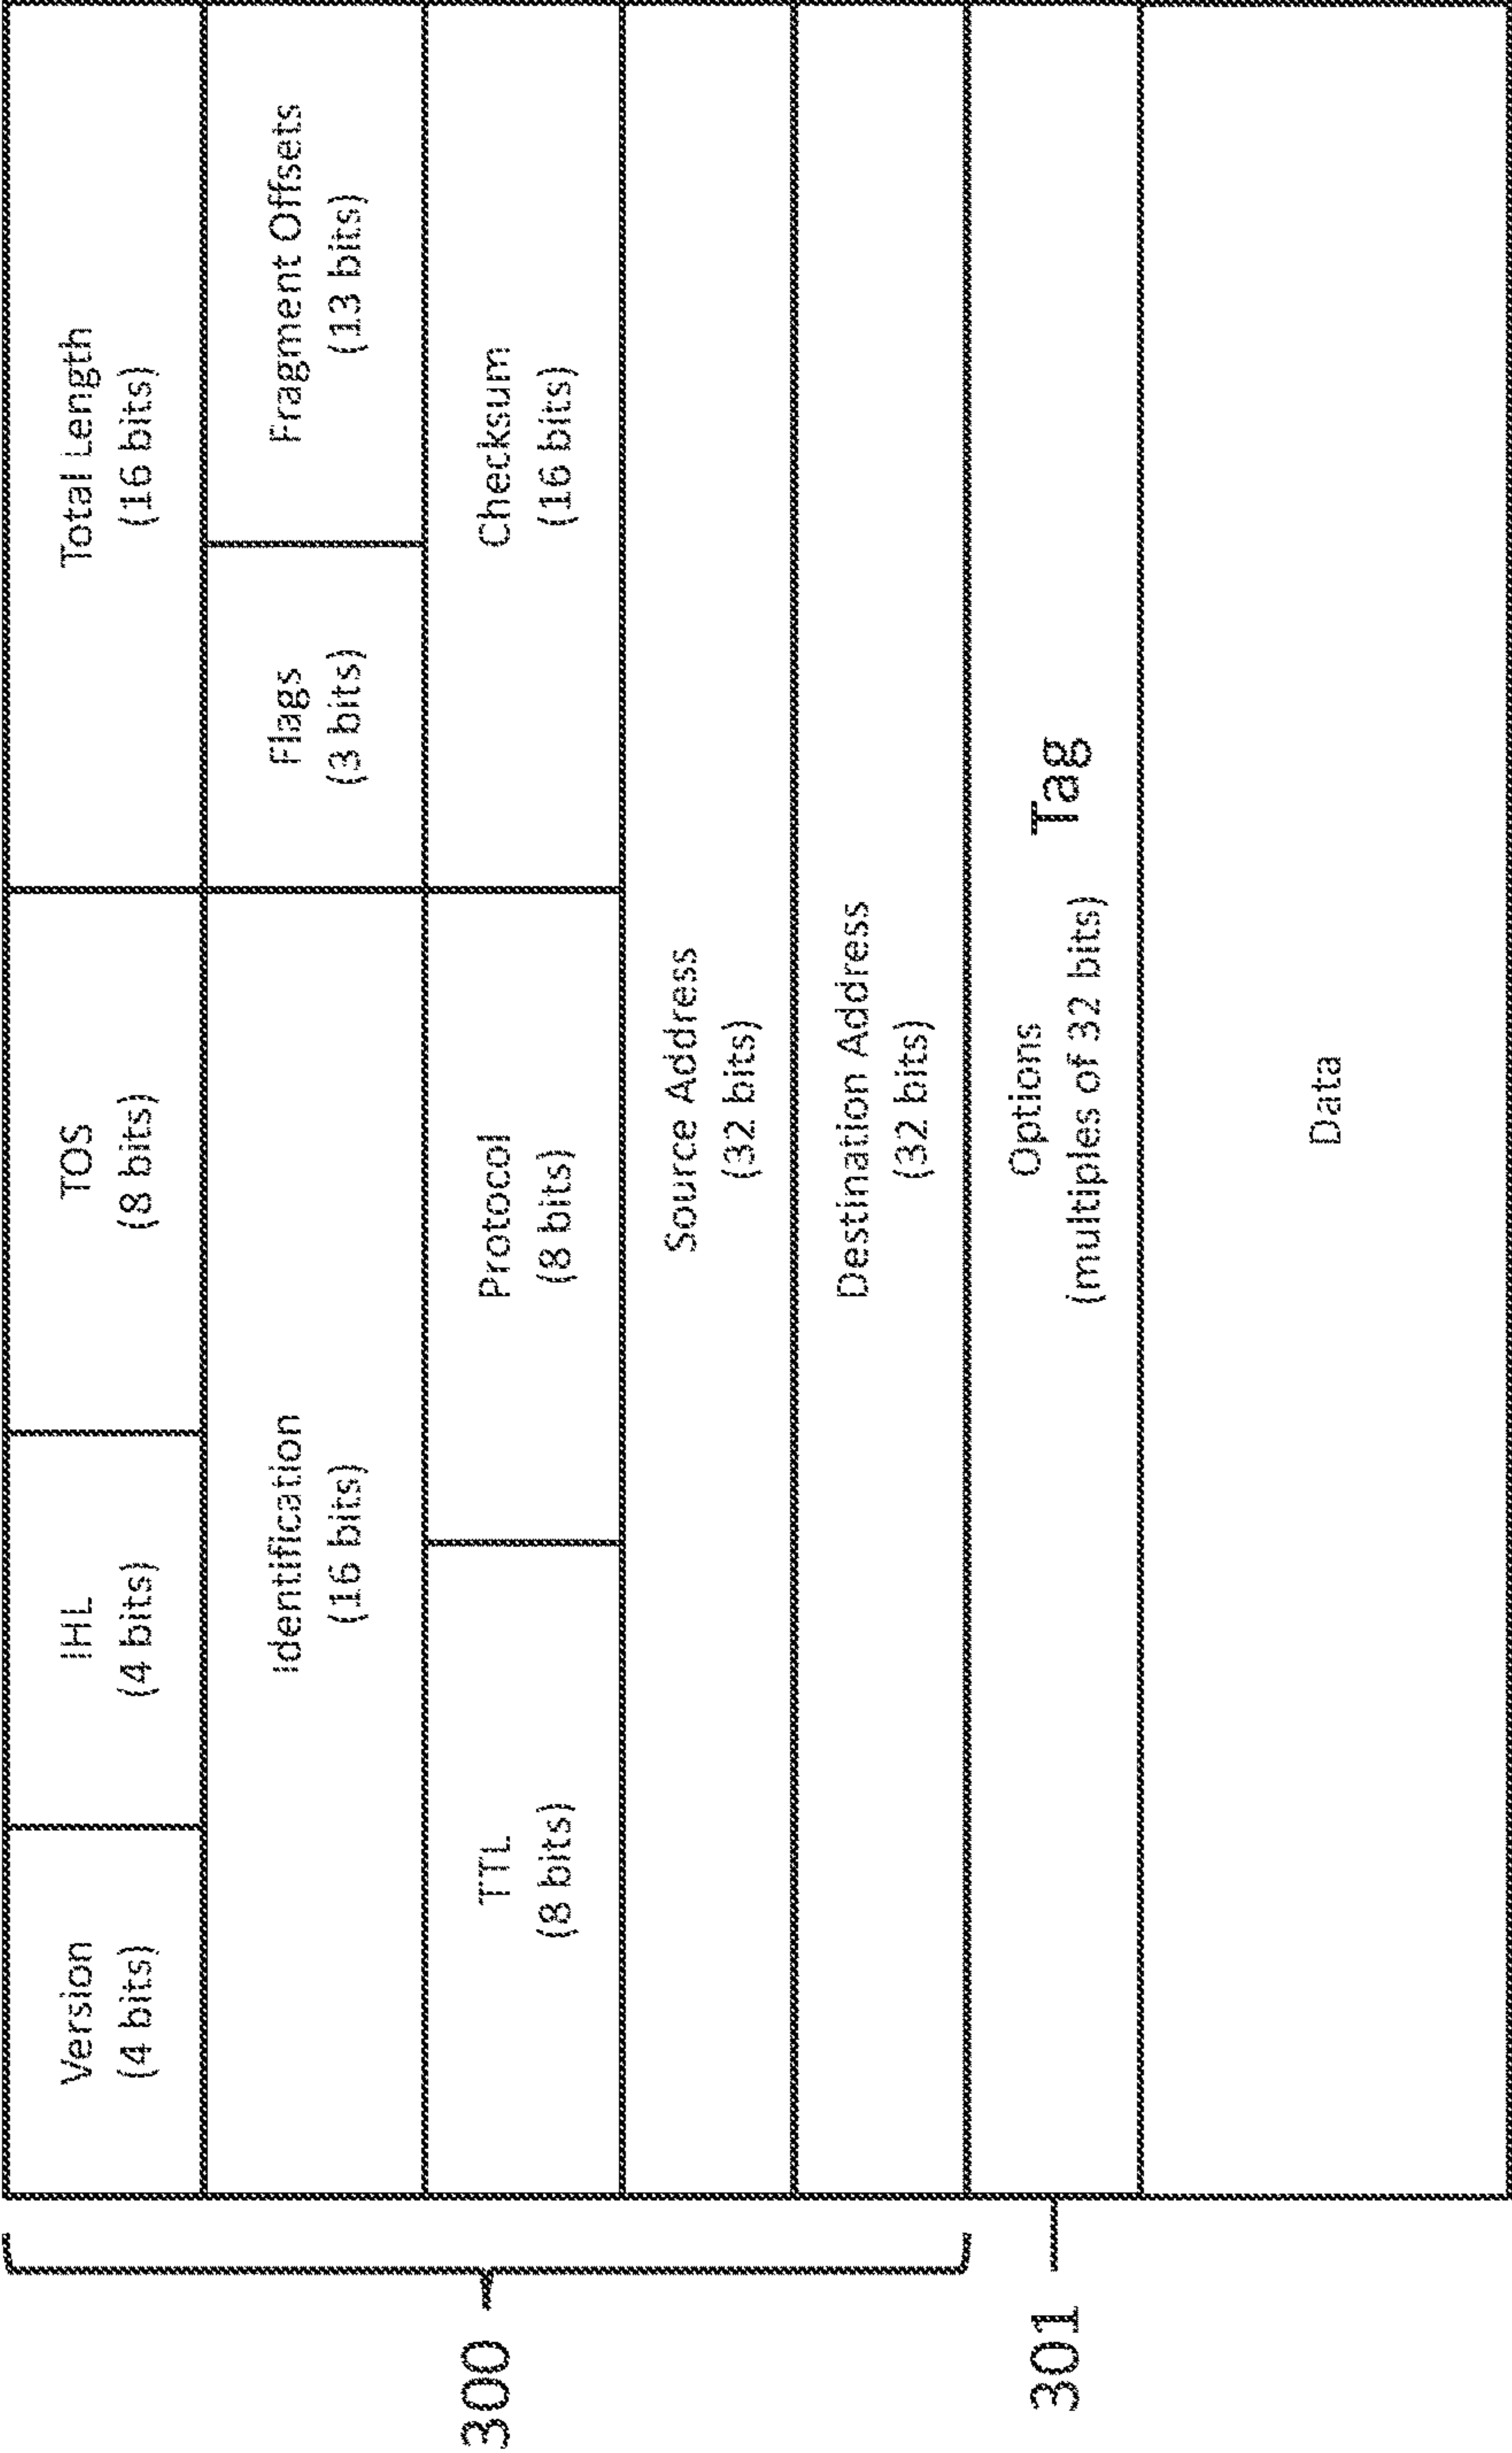 Version
(4 bits)
IHL
(4 bits)
TOS
(8 bits)
Total Length
(16 bits)
Identification
(16 bits)
Flags
(3 bits)
Fragment Offsets
(13 bits)
300
TTL
(8 bits)
Protocol
(8 bits)
Checksum
(16 bits)
Source Address
(32 bits)
Destination Address
(32 bits)
301
Options
(multiples of 32 bits)
Tag
Data